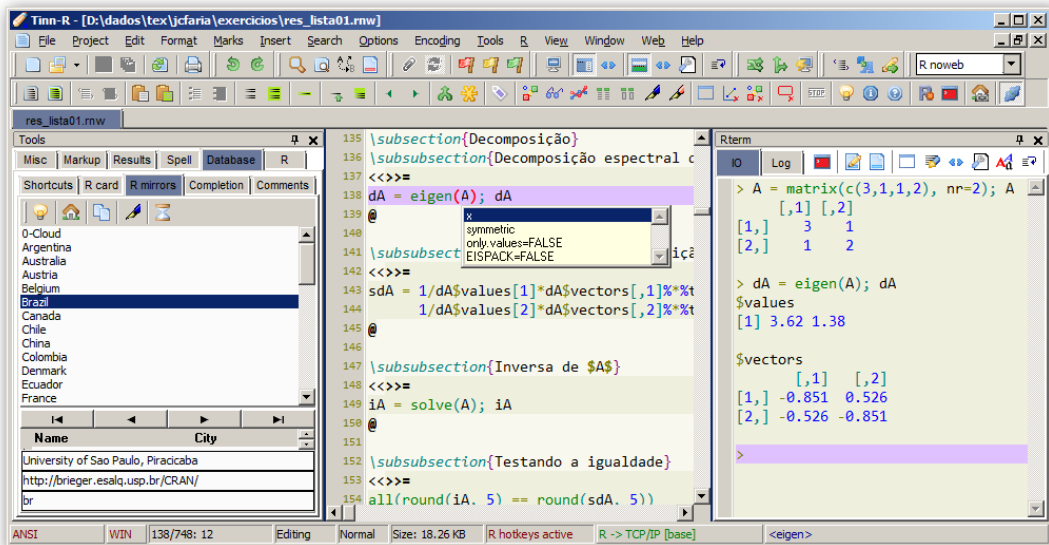 Tinn-R - [D:\dados\tex\jcfaria\exercicios\res_lista01.rnw]
File Project Edit Format Marks Insert Search Options Encoding Tools R View Window Web Help
R noweb
res_lista01.rnw
Tools
Misc Markup Results Spell Database R
Shortcuts R card R mirrors Completion Comments
0-Cloud
Argentina
Australia
Austria
Belgium
Brazil
Canada
Chile
China
Colombia
Denmark
Ecuador
France
Name City
University of Sao Paulo, Piracicaba
http://brieger.esalq.usp.br/CRAN/
br
135 \subsection{Decomposição}
136 \subsubsection{Decomposição espectral
137 <<>>=
138 dA = eigen(A); dA
139 @
140
141 \subsubsect
142 <<>>=
143 sdA = 1/dA$values[1]*dA$vectors[,1]%*%t
144 1/dA$values[2]*dA$vectors[,2]%*%t
145 @
146
147 \subsubsection{Inversa de $A$}
148 <<>>=
149 iA = solve(A); iA
150 @
151
152 \subsubsection{Testando a igualdade}
153 <<>>=
154 all(round(iA, 5) == round(sdA, 5))
x
symmetric
only.values=FALSE
EISPACK=FALSE
Rterm
IO Log
> A = matrix(c(3,1,1,2), nr=2); A
[,1] [,2]
[1,] 3 1
[2,] 1 2
> dA = eigen(A); dA
$values
[1] 3.62 1.38
$vectors
[,1] [,2]
[1,] -0.851 0.526
[2,] -0.526 -0.851
>
ANSI WIN 138/748: 12 Editing Normal Size: 18.26 KB R hotkeys active R -> TCP/IP [base] <eigen>